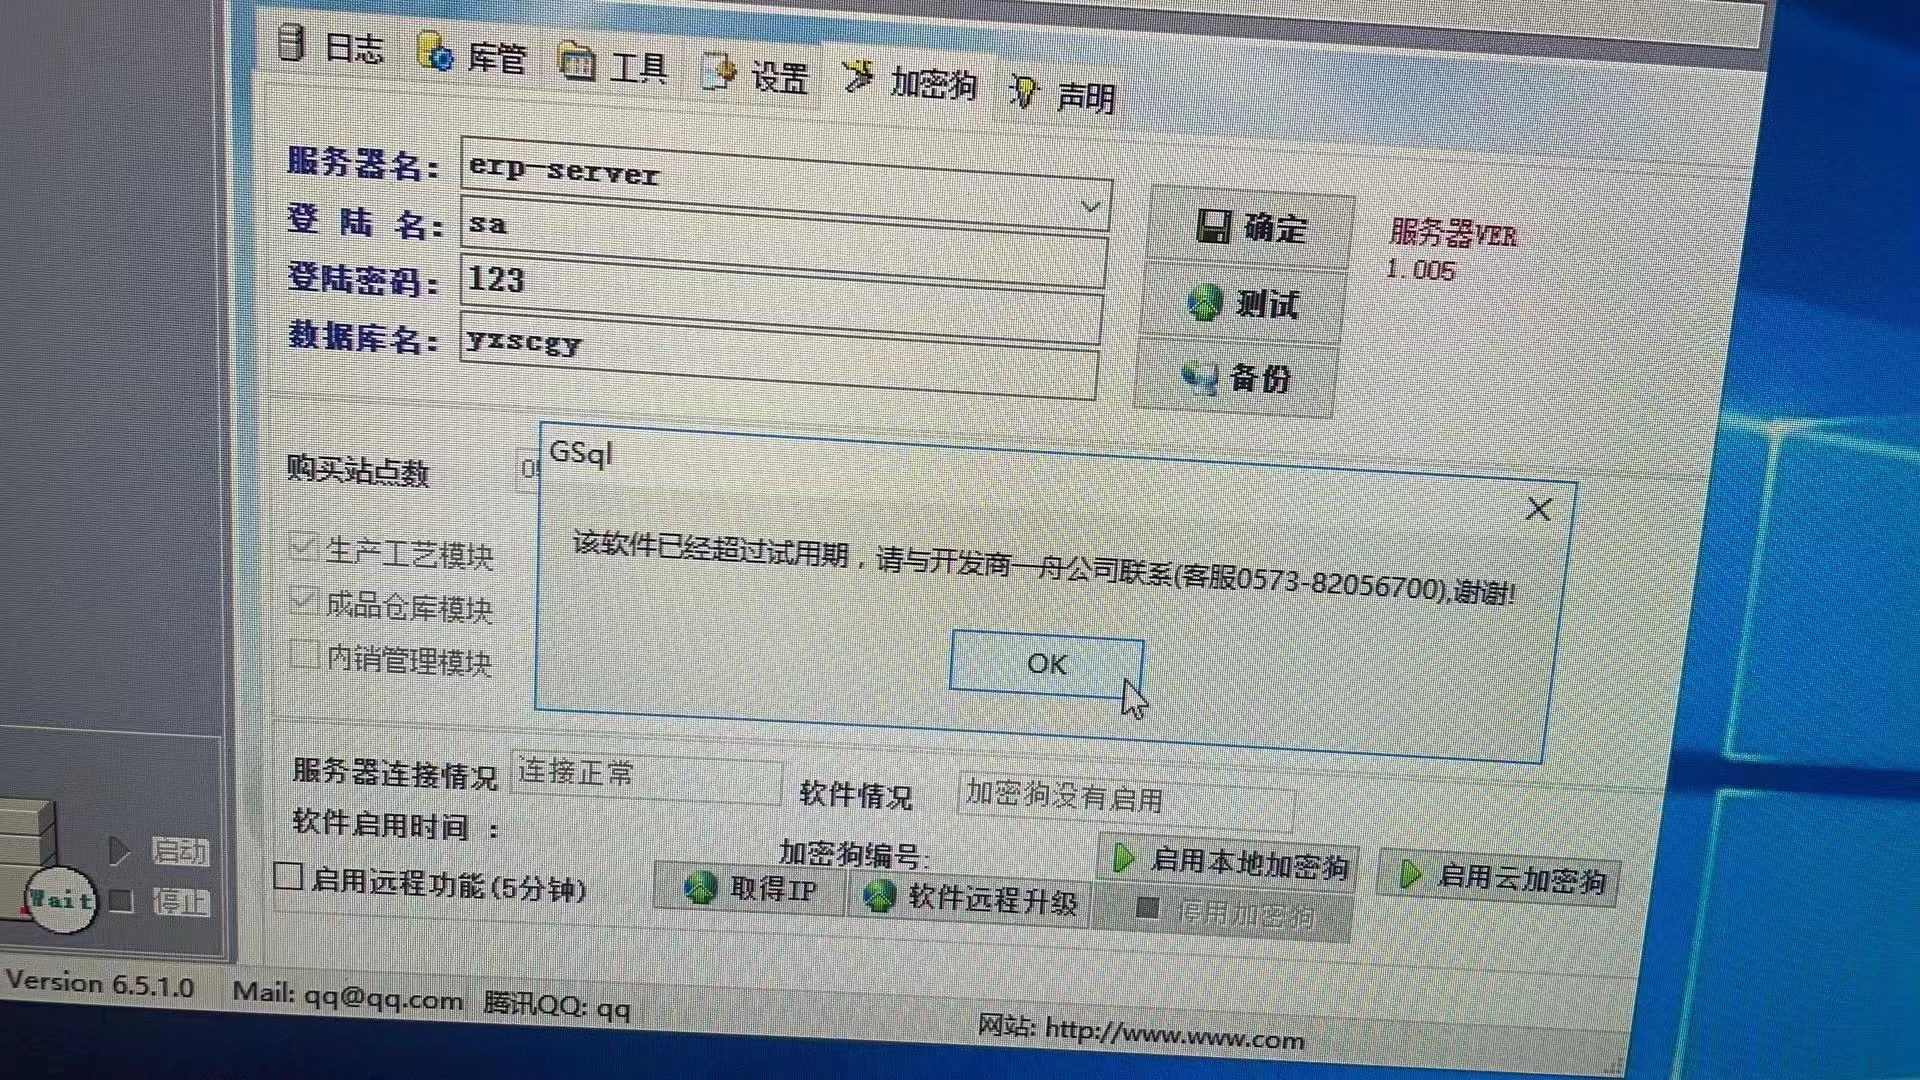 日志 库管 工具 设置 加密狗 声明
服务器名： erp-server
登 陆 名： sa
登陆密码： 123
数据库名： yxscgy
确定
测试
备份
服务器VER
1.005
购买站点数
GSql
该软件已经超过试用期，请与开发商一舟公司联系(客服0573-82056700),谢谢!
OK
生产工艺模块
成品仓库模块
内销管理模块
服务器连接情况 连接正常 软件情况 加密狗没有启用
软件启用时间 ： 加密狗编号: 启用本地加密狗 启用云加密狗
启用远程功能(5分钟) 取得IP 软件远程升级 停用加密狗
启动
Wait 停止
Version 6.5.1.0 Mail: qq@qq.com 腾讯QQ: qq 网站: http://www.www.com